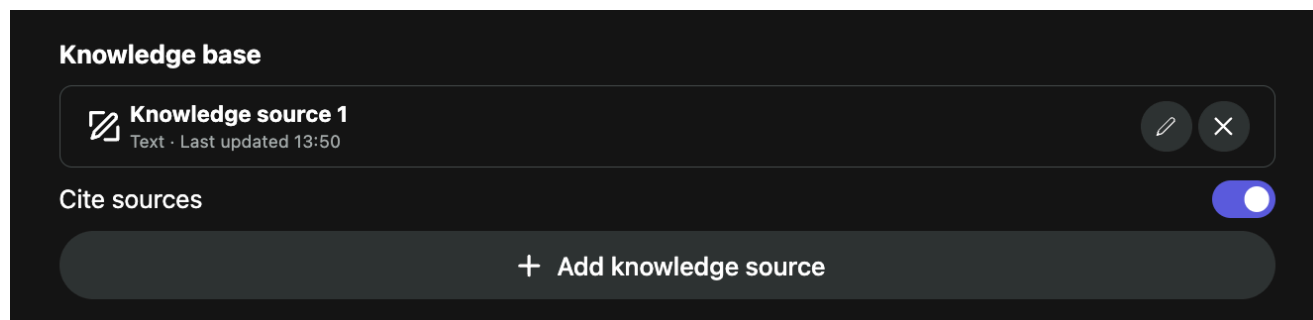 Knowledge base
Knowledge source 1
Text · Last updated 13:50
Cite sources
+ Add knowledge source